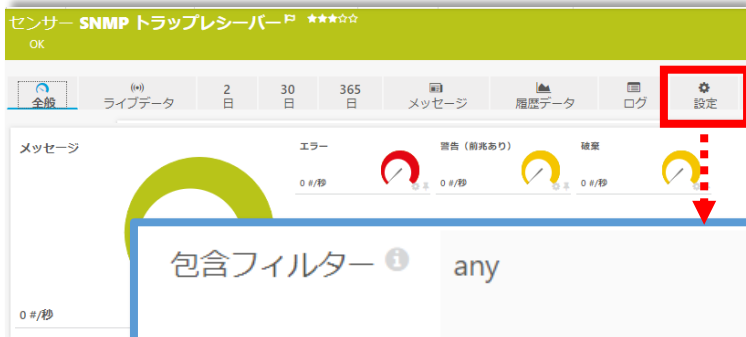 センサー SNMP トラップレシーバー
OK
全般
ライブデータ
2
日
30
日
365
日
メッセージ
履歴データ
ログ
設定
メッセージ
エラー
警告（前兆あり）
破棄
0 #/秒
0 #/秒
0 #/秒
包含フィルター any
0 #/秒